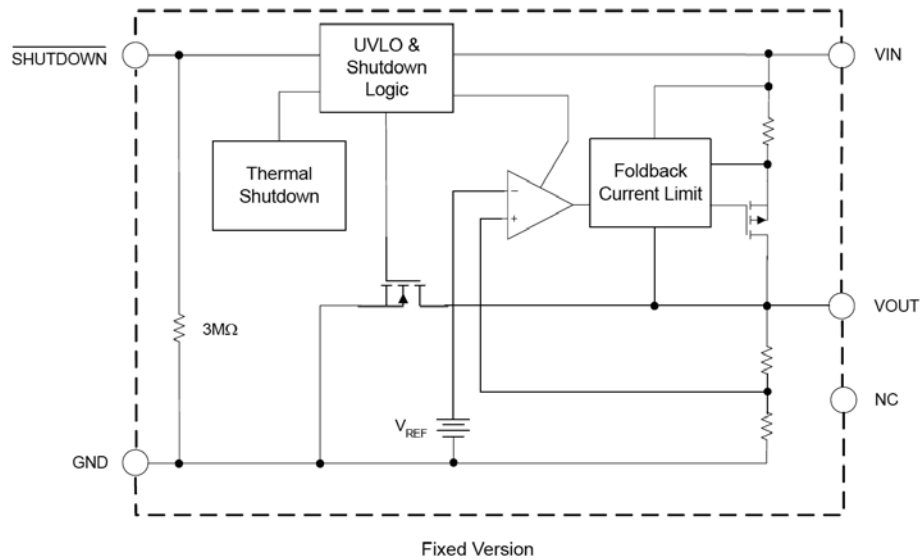 SHUTDOWN
UVLO &
Shutdown
Logic
VIN
Thermal
Shutdown
Foldback
Current Limit
−
+
3MΩ
VOUT
NC
VREF
GND
Fixed Version